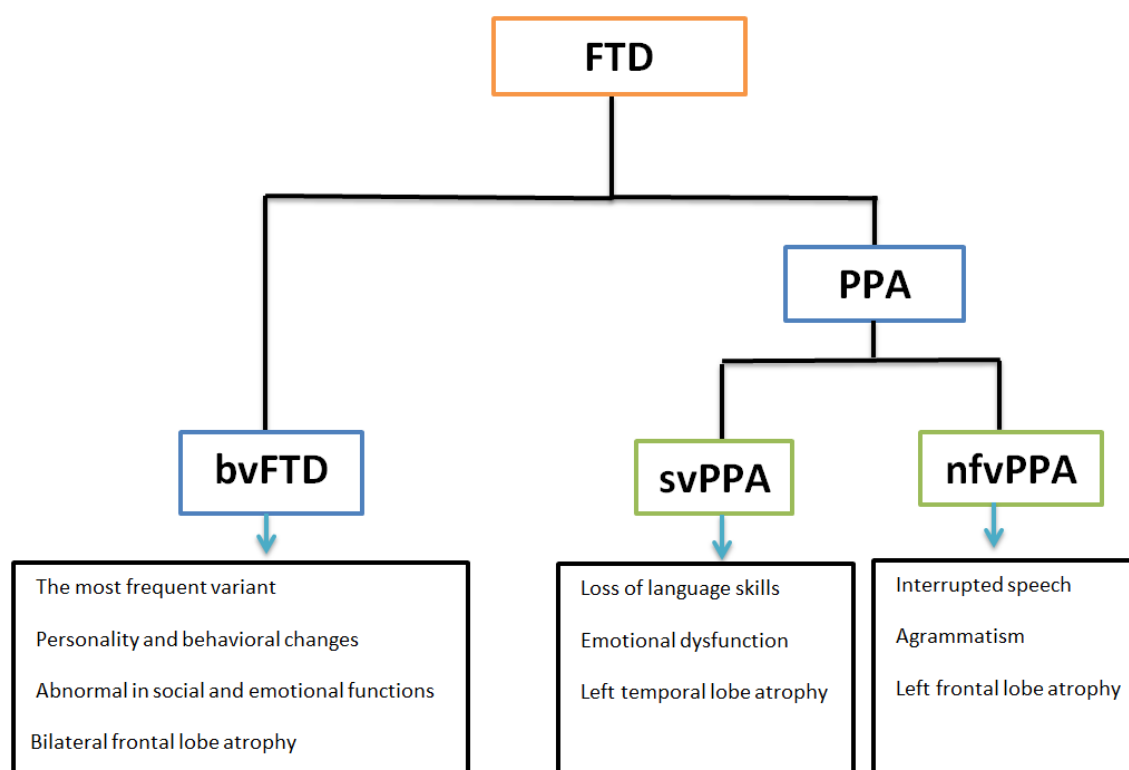 FTD
PPA
bvFTD
svPPA
nfvPPA
The most frequent variant
Personality and behavioral changes
Abnormal in social and emotional functions
Bilateral frontal lobe atrophy
Loss of language skills
Emotional dysfunction
Left temporal lobe atrophy
Interrupted speech
Agrammatism
Left frontal lobe atrophy